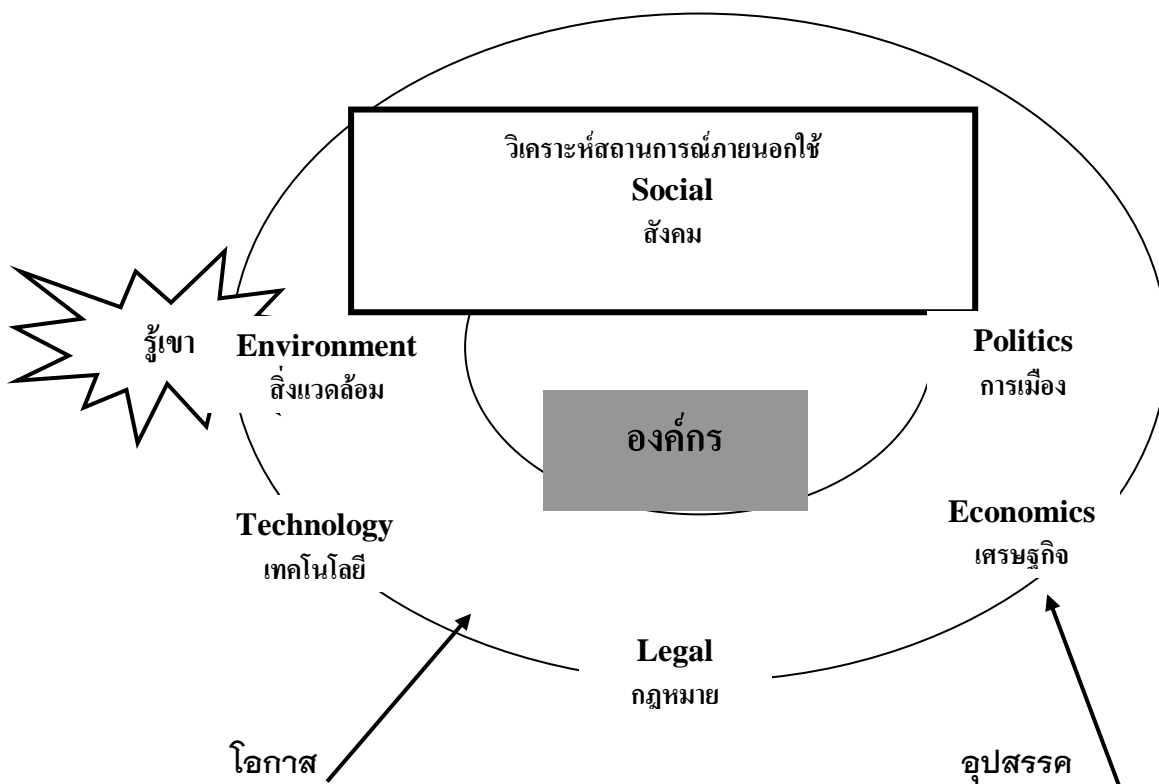 วิเคราะห์สถานการณ์ภายนอกใช้
Social
สังคม
รู้เขา
Environment
สิ่งแวดล้อม
Politics
การเมือง
องค์กร
Technology
เทคโนโลยี
Economics
เศรษฐกิจ
Legal
กฎหมาย
โอกาส
อุปสรรค